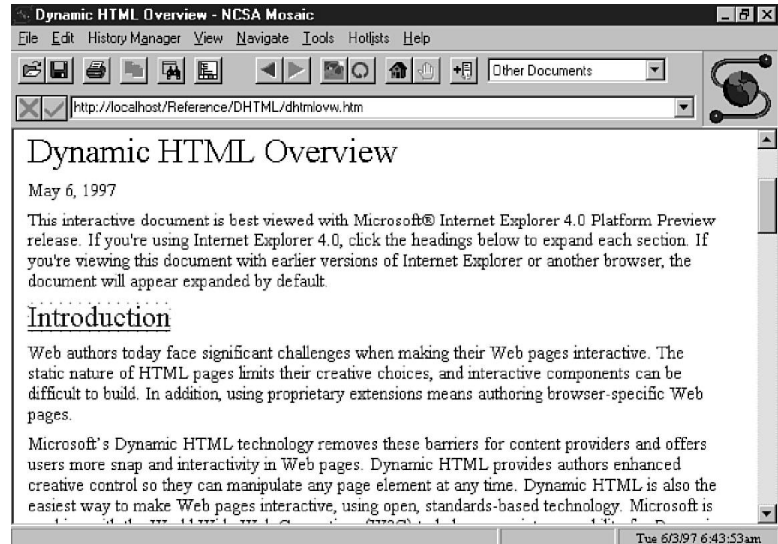 Dynamic HTML Overview - NCSA Mosaic
File Edit History Manager View Navigate Tools Hotlists Help
Other Documents
http://localhost/Reference/DHTML/dhtmlovw.htm
Dynamic HTML Overview
May 6, 1997
This interactive document is best viewed with Microsoft® Internet Explorer 4.0 Platform Preview
release. If you're using Internet Explorer 4.0, click the headings below to expand each section. If
you're viewing this document with earlier versions of Internet Explorer or another browser, the
document will appear expanded by default.
Introduction
Web authors today face significant challenges when making their Web pages interactive. The
static nature of HTML pages limits their creative choices, and interactive components can be
difficult to build. In addition, using proprietary extensions means authoring browser-specific Web
pages.
Microsoft's Dynamic HTML technology removes these barriers for content providers and offers
users more snap and interactivity in Web pages. Dynamic HTML provides authors enhanced
creative control so they can manipulate any page element at any time. Dynamic HTML is also the
easiest way to make Web pages interactive, using open, standards-based technology. Microsoft is
Tue 6/3/97 6:43:53am